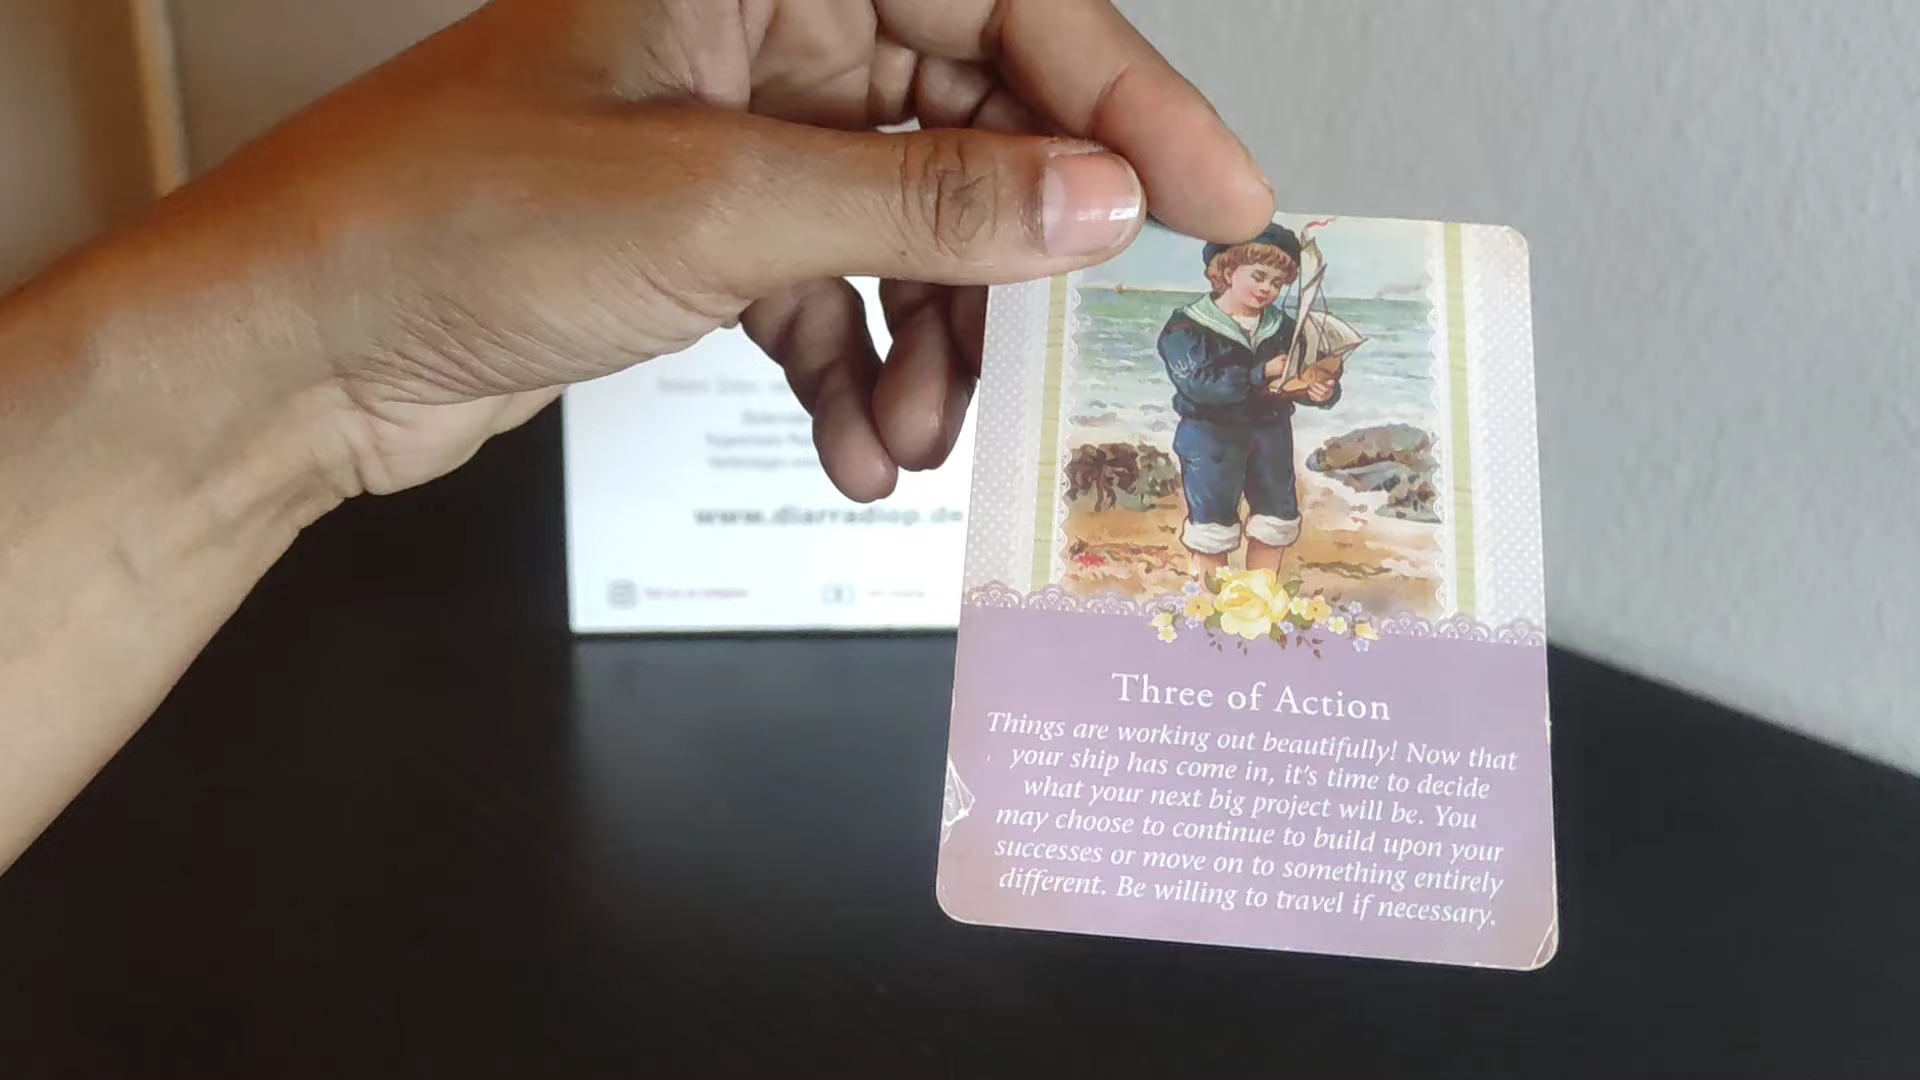 www.diarradiop.de
Three of Action
Things are working out beautifully! Now that
your ship has come in, it's time to decide
what your next big project will be. You
may choose to continue to build upon your
successes or move on to something entirely
different. Be willing to travel if necessary.